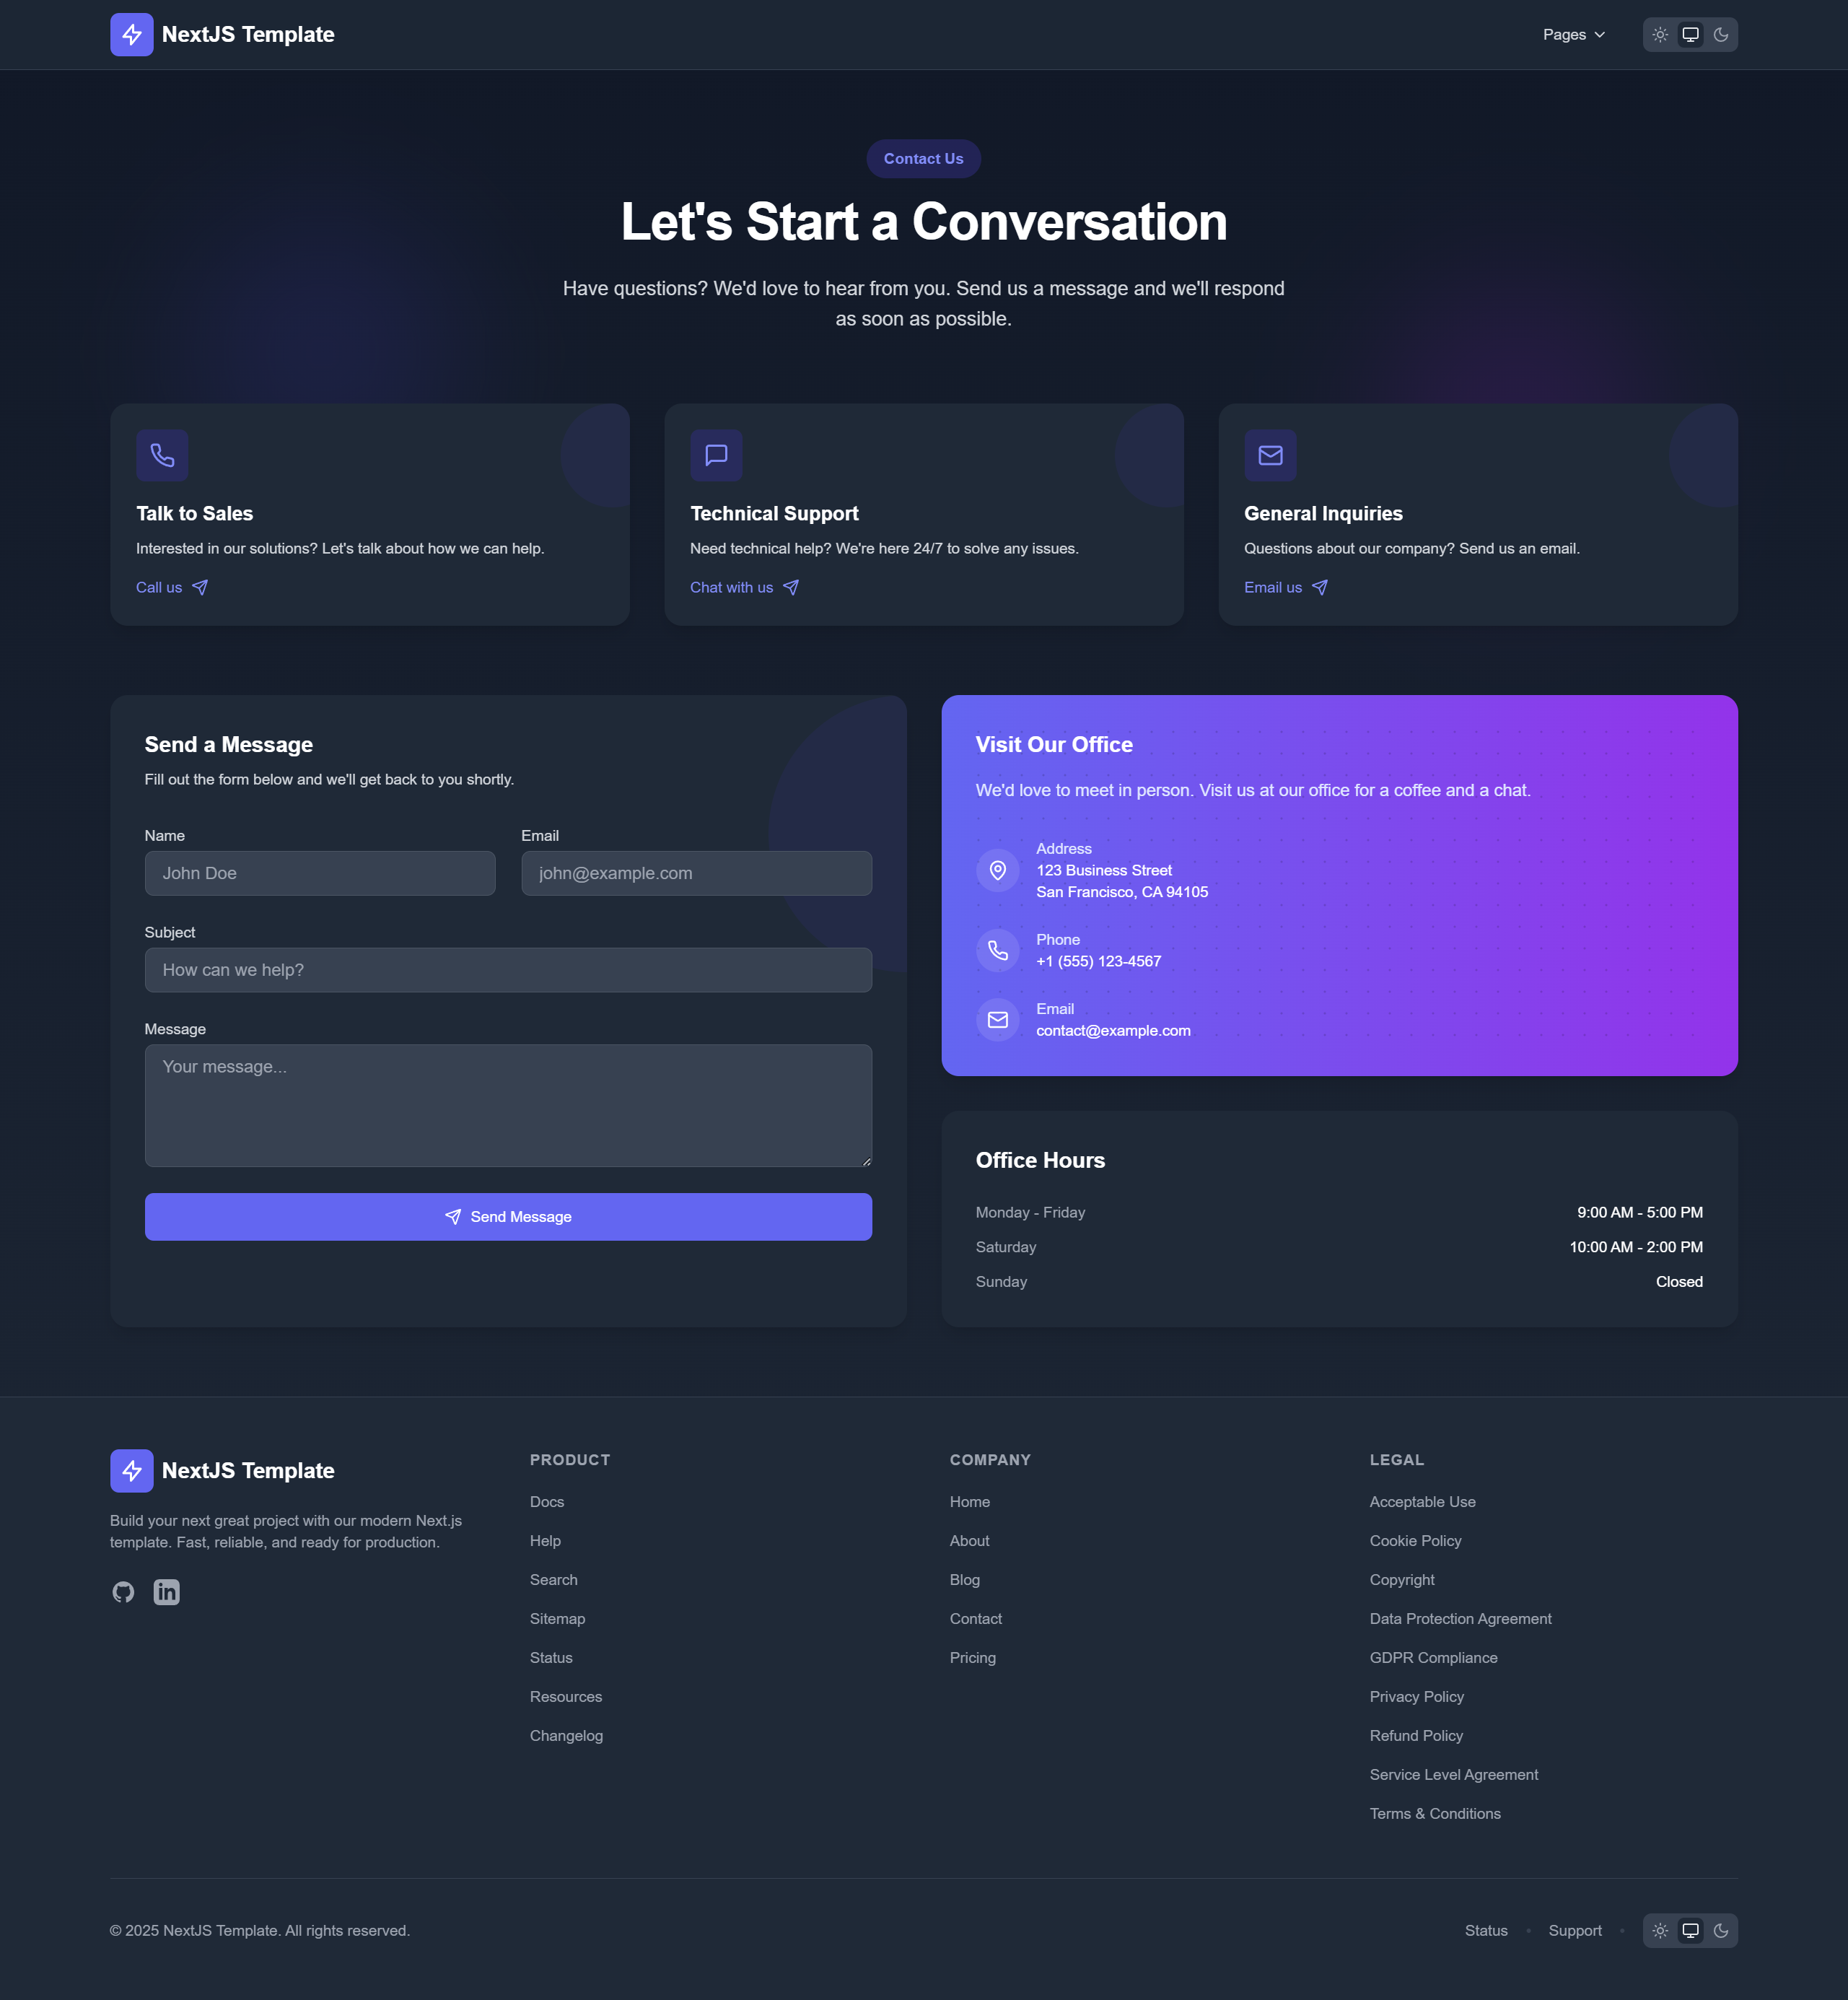 NextJS Template
Pages
Contact Us
Let's Start a Conversation
Have questions? We'd love to hear from you. Send us a message and we'll respond
as soon as possible.
Talk to Sales
Interested in our solutions? Let's talk about how we can help.
Call us
Technical Support
Need technical help? We're here 24/7 to solve any issues.
Chat with us
General Inquiries
Questions about our company? Send us an email.
Email us
Send a Message
Fill out the form below and we'll get back to you shortly.
Name
John Doe
Email
john@example.com
Subject
How can we help?
Message
Your message...
Send Message
Visit Our Office
We'd love to meet in person. Visit us at our office for a coffee and a chat.
Address
123 Business Street
San Francisco, CA 94105
Phone
+1 (555) 123-4567
Email
contact@example.com
Office Hours
Monday - Friday 9:00 AM - 5:00 PM
Saturday 10:00 AM - 2:00 PM
Sunday Closed
NextJS Template
Build your next great project with our modern Next.js
template. Fast, reliable, and ready for production.
in
PRODUCT
Docs
Help
Search
Sitemap
Status
Resources
Changelog
COMPANY
Home
About
Blog
Contact
Pricing
LEGAL
Acceptable Use
Cookie Policy
Copyright
Data Protection Agreement
GDPR Compliance
Privacy Policy
Refund Policy
Service Level Agreement
Terms & Conditions
© 2025 NextJS Template. All rights reserved.
Status • Support •